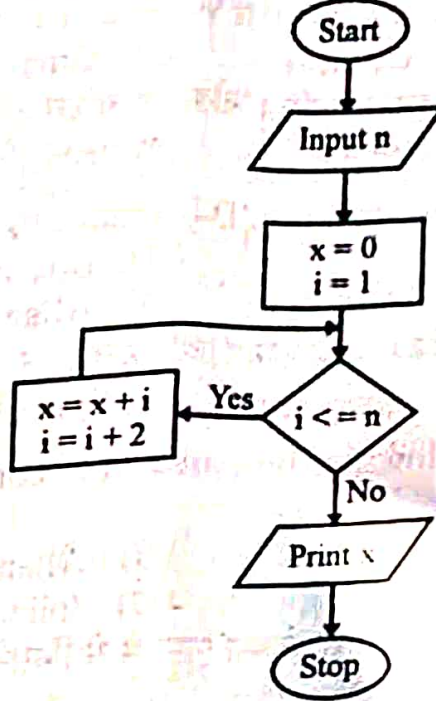 Start
Input n
x = 0
i = 1
x = x + i
i = i + 2
Yes
i <= n
No
Print x
Stop